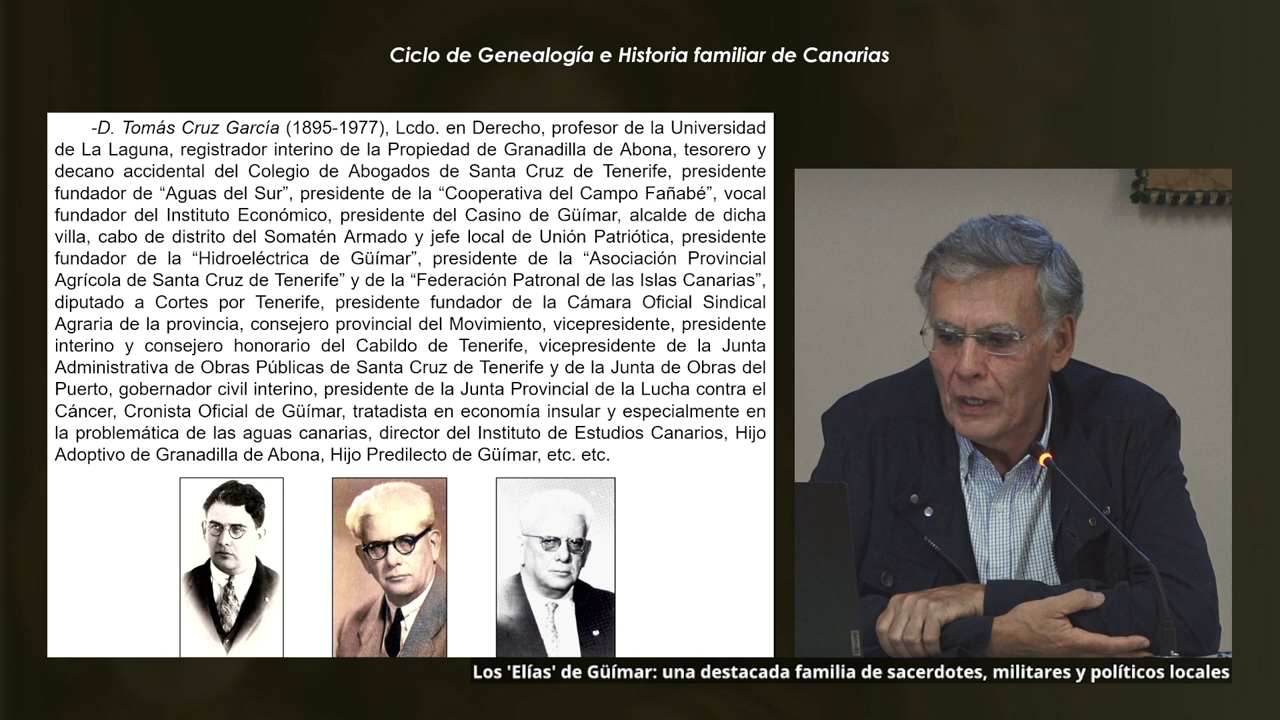 Ciclo de Genealogía e Historia familiar de Canarias
-D. Tomás Cruz García (1895-1977), Lcdo. en Derecho, profesor de la Universidad
de La Laguna, registrador interino de la Propiedad de Granadilla de Abona, tesorero y
decano accidental del Colegio de Abogados de Santa Cruz de Tenerife, presidente
fundador de “Aguas del Sur”, presidente de la “Cooperativa del Campo Fañabé”, vocal
fundador del Instituto Económico, presidente del Casino de Güímar, alcalde de dicha
villa, cabo de distrito del Somatén Armado y jefe local de Unión Patriótica, presidente
fundador de la “Hidroeléctrica de Güímar”, presidente de la “Asociación Provincial
Agrícola de Santa Cruz de Tenerife” y de la “Federación Patronal de las Islas Canarias”,
diputado a Cortes por Tenerife, presidente fundador de la Cámara Oficial Sindical
Agraria de la provincia, consejero provincial del Movimiento, vicepresidente, presidente
interino y consejero honorario del Cabildo de Tenerife, vicepresidente de la Junta
Administrativa de Obras Públicas de Santa Cruz de Tenerife y de la Junta de Obras del
Puerto, gobernador civil interino, presidente de la Junta Provincial de la Lucha contra el
Cáncer, Cronista Oficial de Güímar, tratadista en economía insular y especialmente en
la problemática de las aguas canarias, director del Instituto de Estudios Canarios, Hijo
Adoptivo de Granadilla de Abona, Hijo Predilecto de Güímar, etc. etc.
Los 'Elías' de Güímar: una destacada familia de sacerdotes, militares y políticos locales